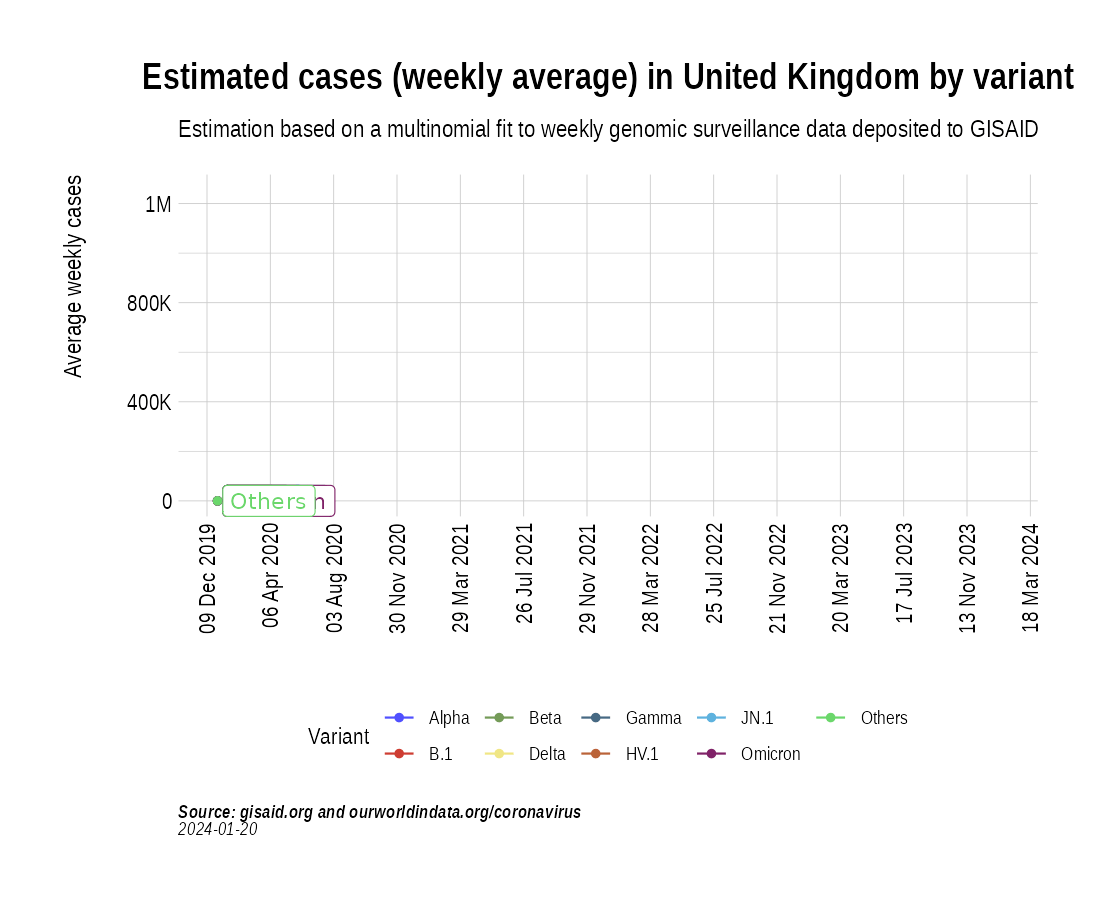 Estimated cases (weekly average) in United Kingdom by variant
Estimation based on a multinomial fit to weekly genomic surveillance data deposited to GISAID
Average weekly cases
1M
800K
400K
0
Others
n
09 Dec 2019
06 Apr 2020
03 Aug 2020
30 Nov 2020
29 Mar 2021
26 Jul 2021
29 Nov 2021
28 Mar 2022
25 Jul 2022
21 Nov 2022
20 Mar 2023
17 Jul 2023
13 Nov 2023
18 Mar 2024
Variant
Alpha Beta Gamma JN.1 Others
B.1 Delta HV.1 Omicron
Source: gisaid.org and ourworldindata.org/coronavirus
2024-01-20